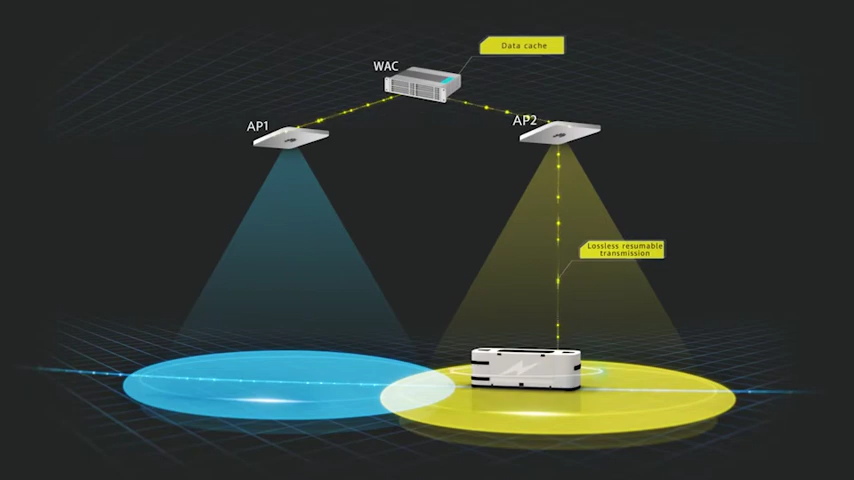 Data cache
WAC
AP1
AP2
Lossless resumable
transmission